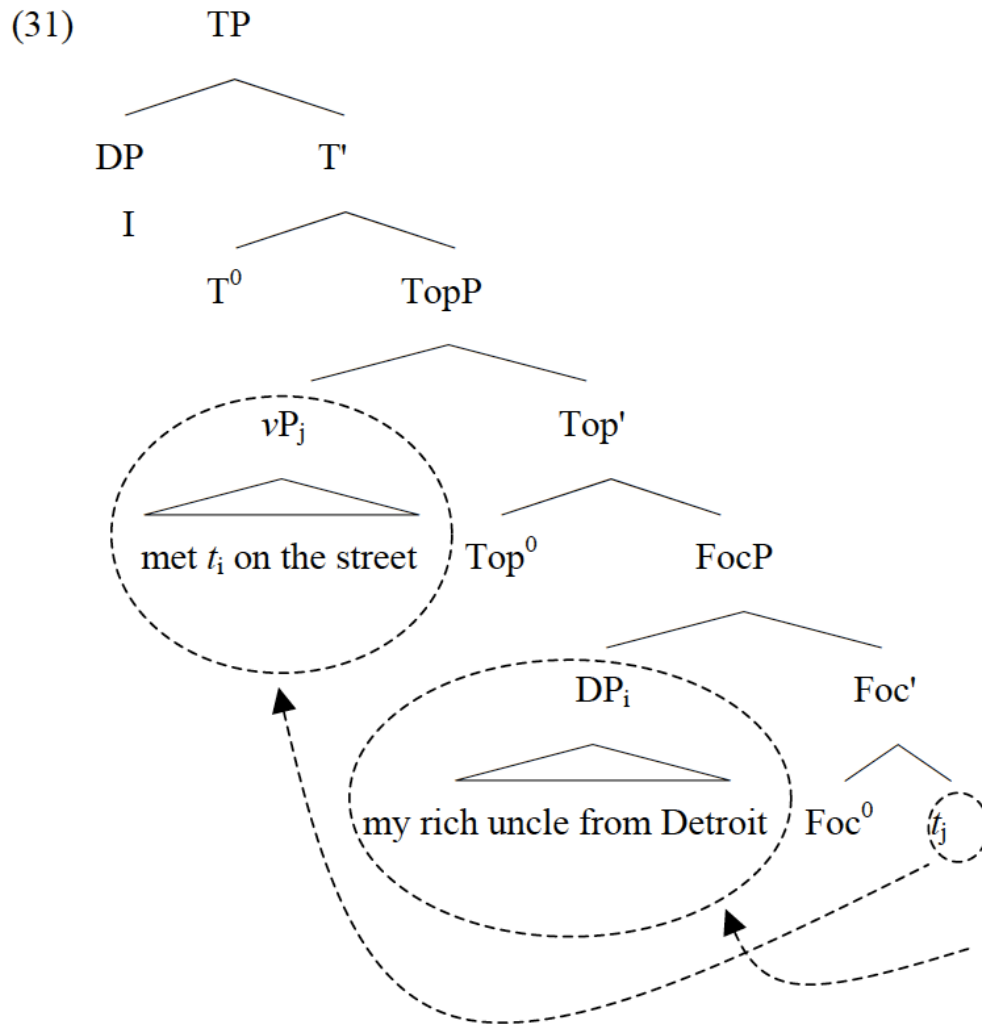 (31) TP
DP T'
I
T⁰ TopP
vPⱼ Top'
met tᵢ on the street Top⁰ FocP
DPᵢ Foc'
my rich uncle from Detroit Foc⁰ tⱼ